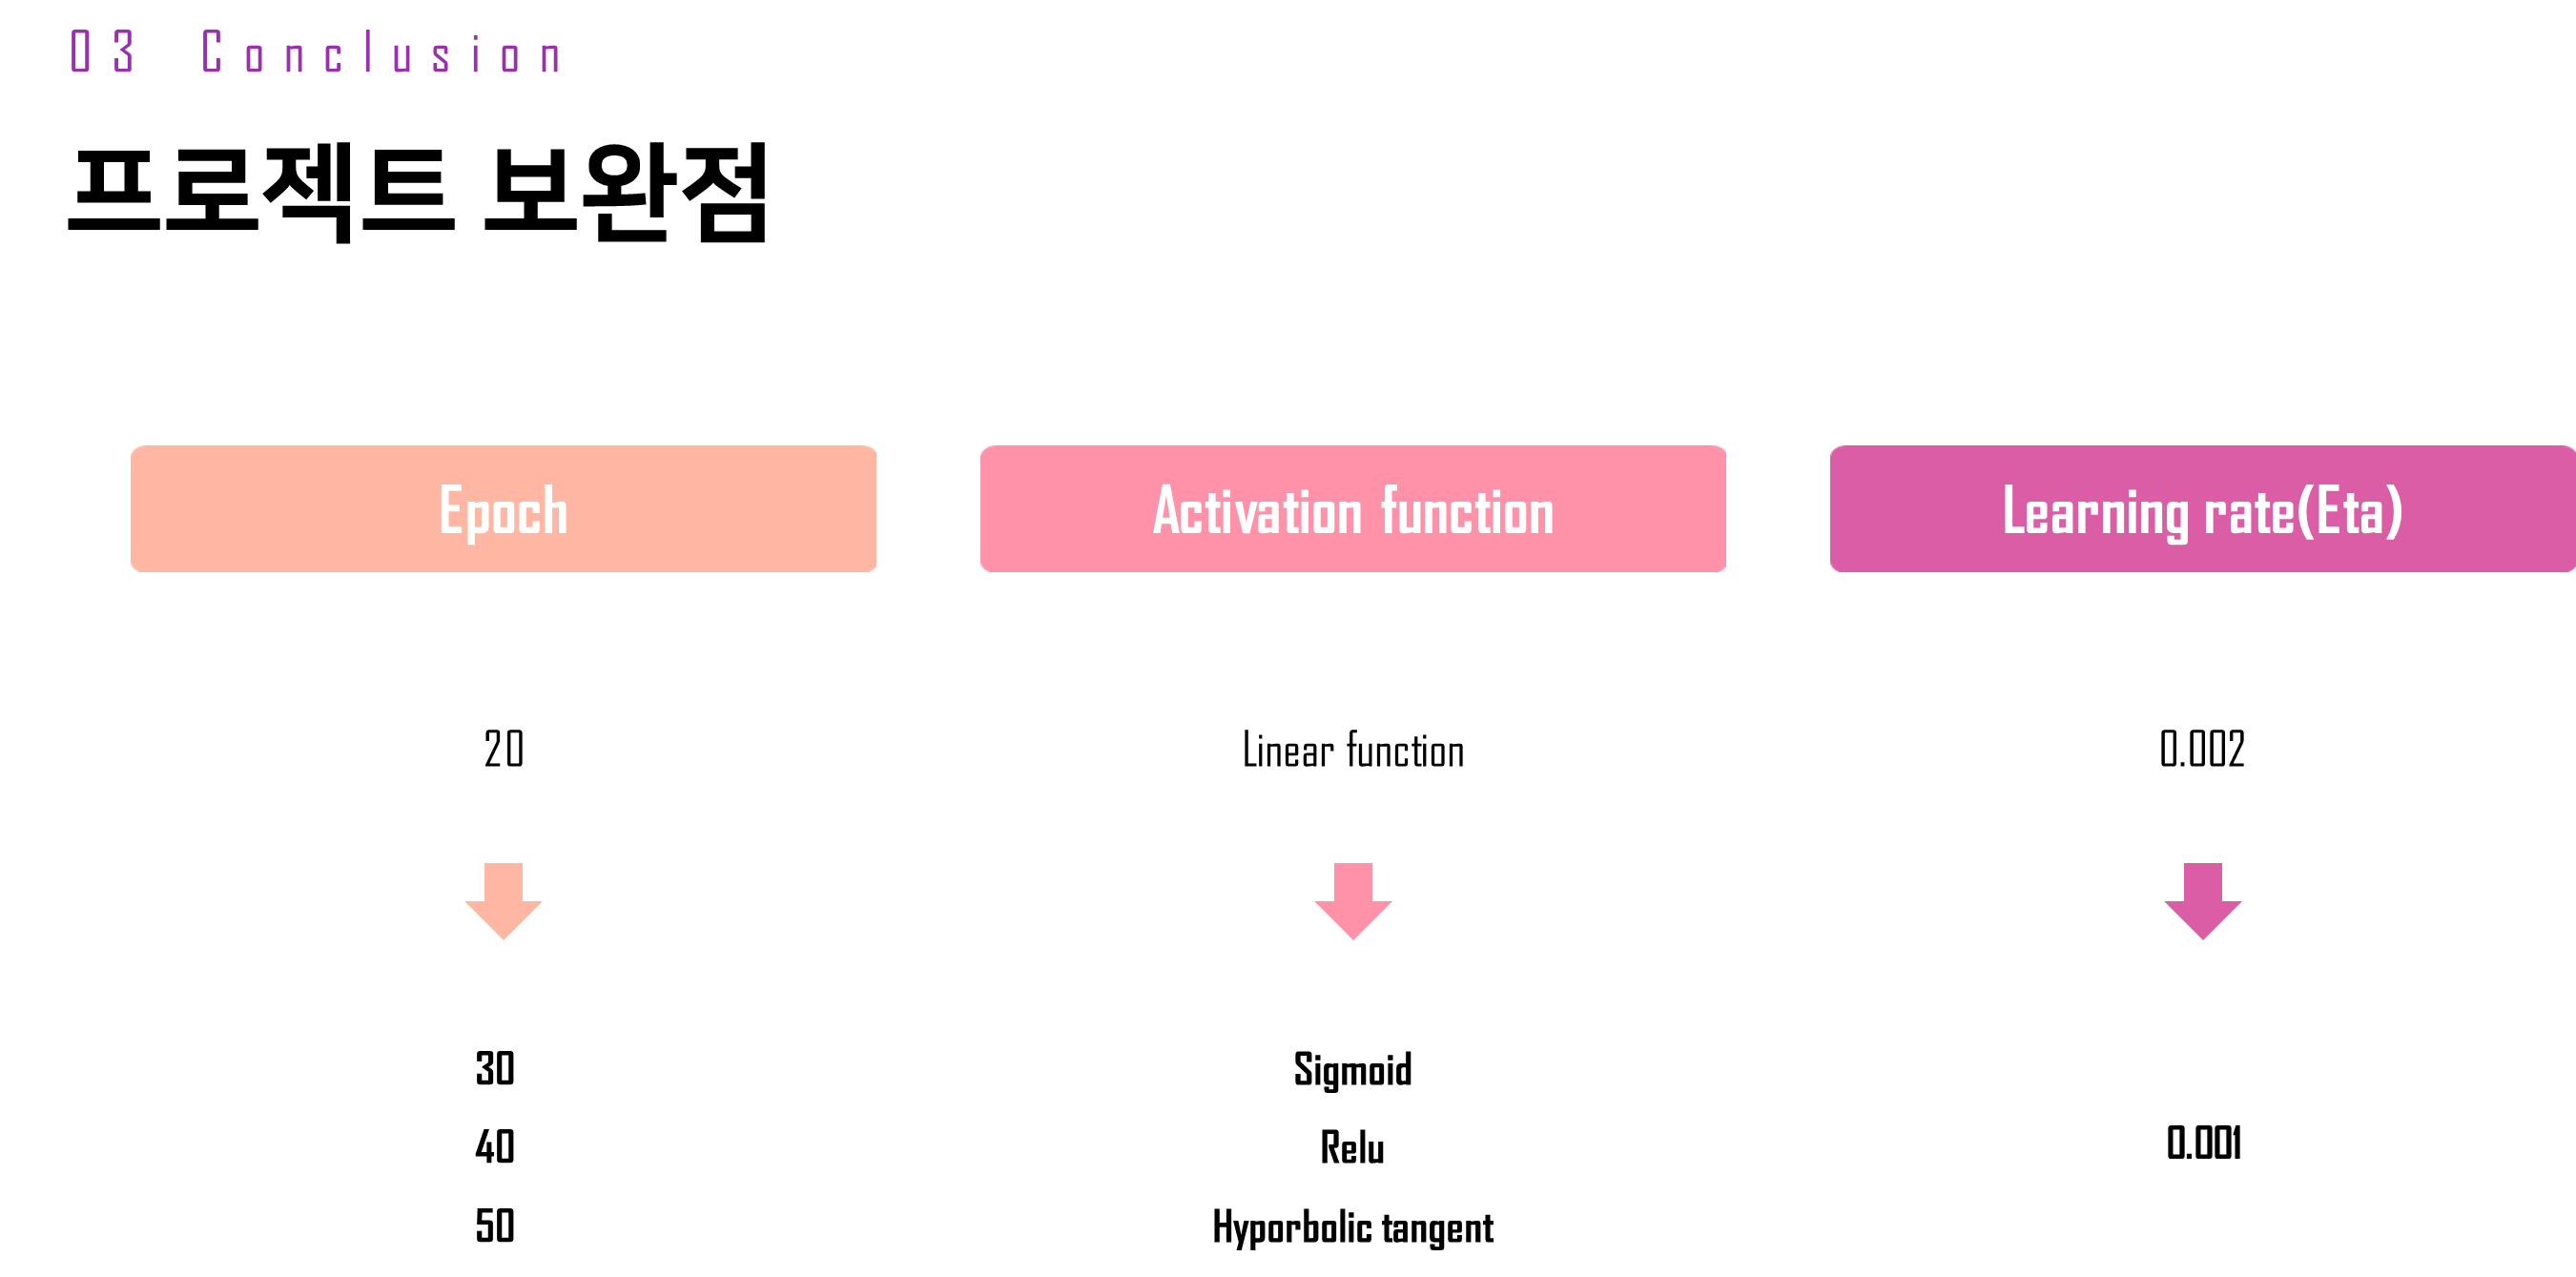 03 Conclusion
프로젝트 보완점
Epoch
Activation function
Learning rate(Eta)
20
Linear function
0.002
30
Sigmoid
40
Relu
0.001
50
Hyporbolic tangent